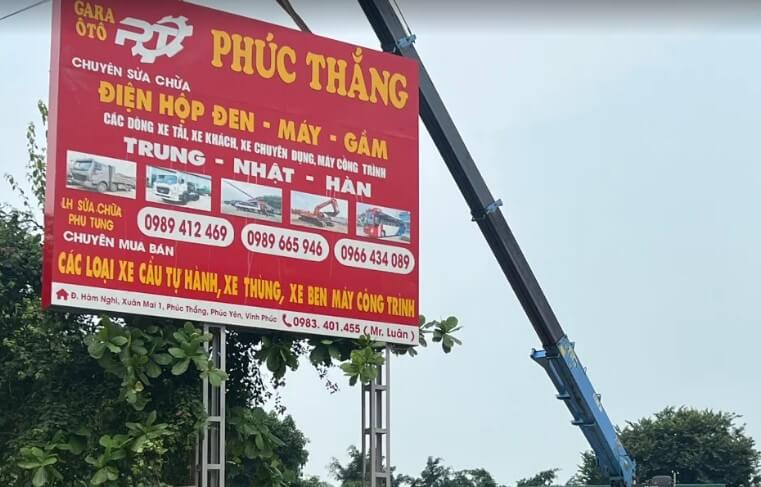 GARA
ÔTÔ
PT
PHÚC THẮNG
CHUYÊN SỬA CHỮA
ĐIỆN HỘP ĐEN - MÁY - GẦM
CÁC DÒNG XE TẢI, XE KHÁCH, XE CHUYÊN DỤNG, MÁY CÔNG TRÌNH
TRUNG - NHẬT - HÀN
LH SỬA CHỮA
PHỤ TÙNG
0989 412 469
0989 665 946
0966 434 089
CHUYÊN MUA BÁN
CÁC LOẠI XE CẨU TỰ HÀNH, XE THÙNG, XE BEN MÁY CÔNG TRÌNH
Đ. Hàm Nghi, Xuân Mai 1, Phúc Thắng, Phúc Yên, Vĩnh Phúc
0983. 401.455 ( Mr. Luân )